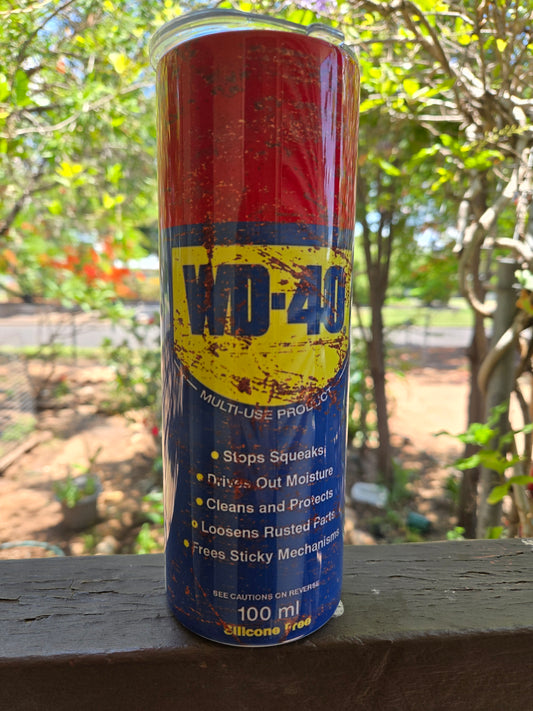 WD-40
MULTI-USE PRODUCT
Stops Squeaks
Drives Out Moisture
Cleans and Protects
Loosens Rusted Parts
Frees Sticky Mechanisms
SEE CAUTIONS ON REVERSE
100 ml
Silicone Free